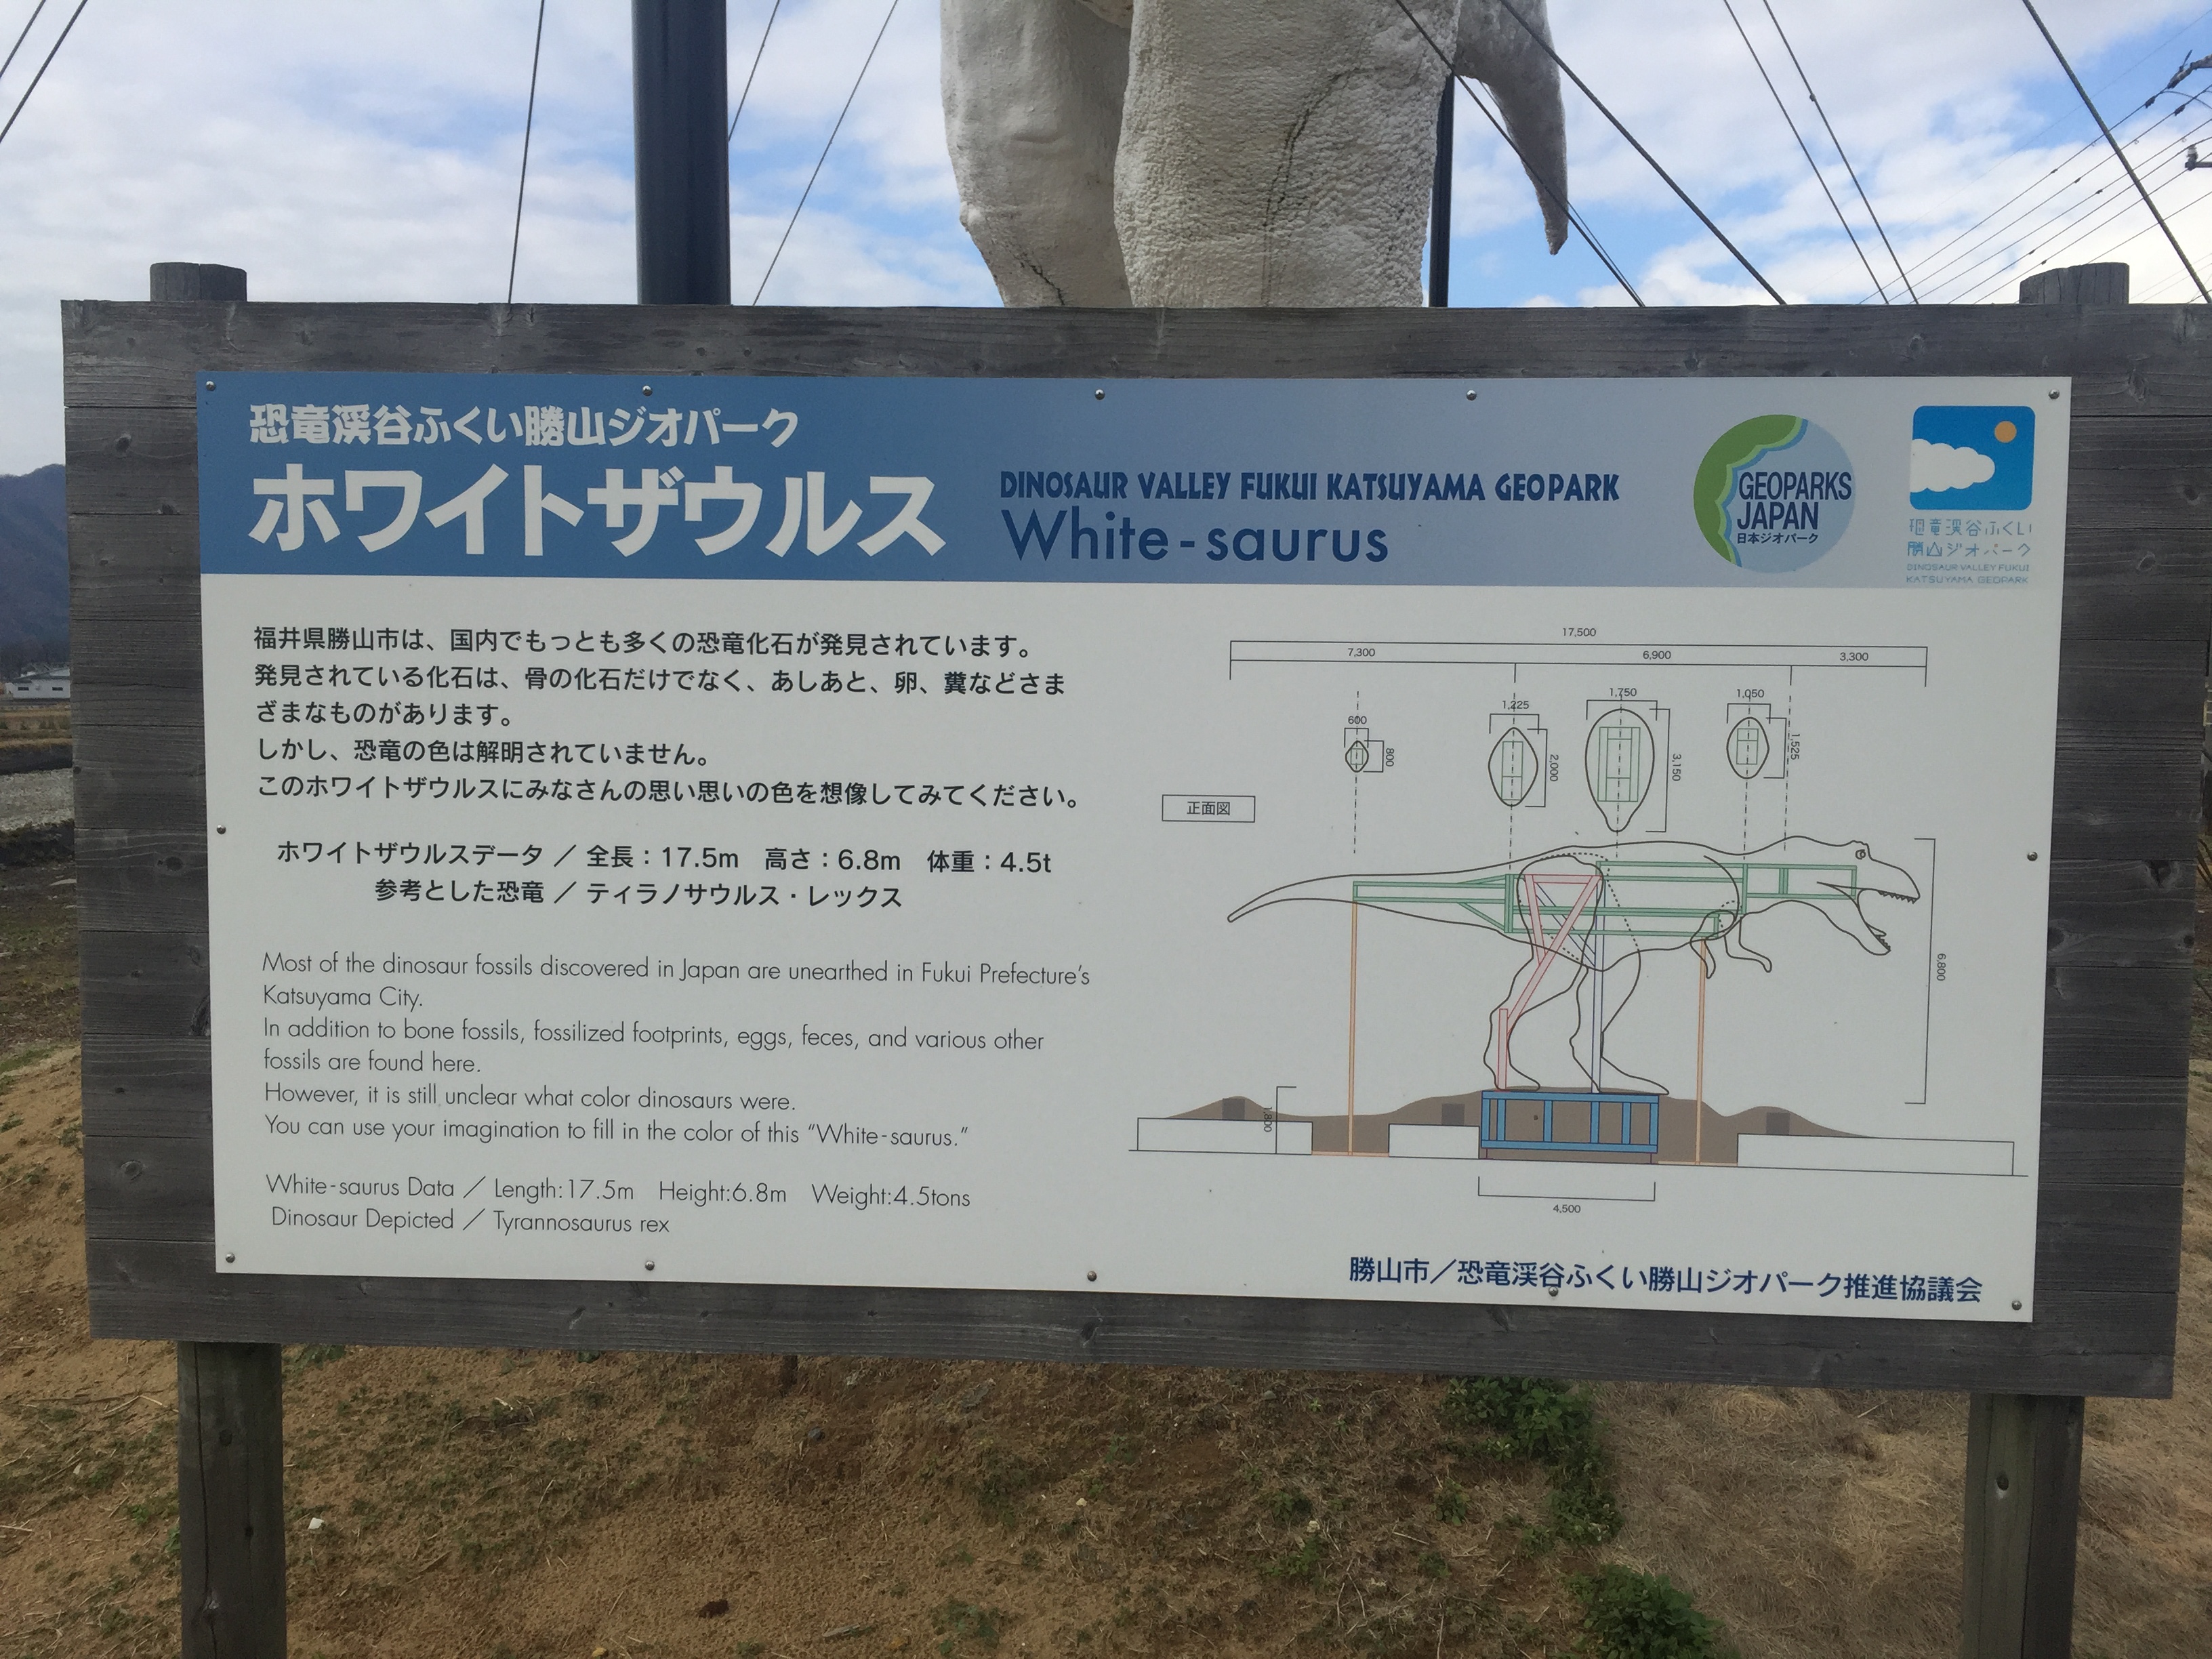 恐竜渓谷ふくい勝山ジオパーク
ホワイトザウルス
DINOSAUR VALLEY FUKUI KATSUYAMA GEOPARK
White-saurus
GEOPARKS
JAPAN
日本ジオパーク
恐竜渓谷ふくい
勝山ジオパーク
DINOSAUR VALLEY FUKUI
KATSUYAMA GEOPARK
福井県勝山市は、国内でもっとも多くの恐竜化石が発見されています。
発見されている化石は、骨の化石だけでなく、あしあと、卵、糞などさま
ざまなものがあります。
しかし、恐竜の色は解明されていません。
このホワイトザウルスにみなさんの思い思いの色を想像してみてください。
ホワイトザウルスデータ ／ 全長：17.5m 高さ：6.8m 体重：4.5t
参考とした恐竜 ／ ティラノサウルス・レックス
Most of the dinosaur fossils discovered in Japan are unearthed in Fukui Prefecture's
Katsuyama City.
In addition to bone fossils, fossilized footprints, eggs, feces, and various other
fossils are found here.
However, it is still unclear what color dinosaurs were.
You can use your imagination to fill in the color of this “White-saurus.”
White-saurus Data ／ Length:17.5m Height:6.8m Weight:4.5tons
Dinosaur Depicted ／ Tyrannosaurus rex
17,500
7,300 6,900 3,300
600
800
1,225
2,000
1,750
3,150
1,050
1,525
正面図
6,800
1,800
4,500
勝山市／恐竜渓谷ふくい勝山ジオパーク推進協議会